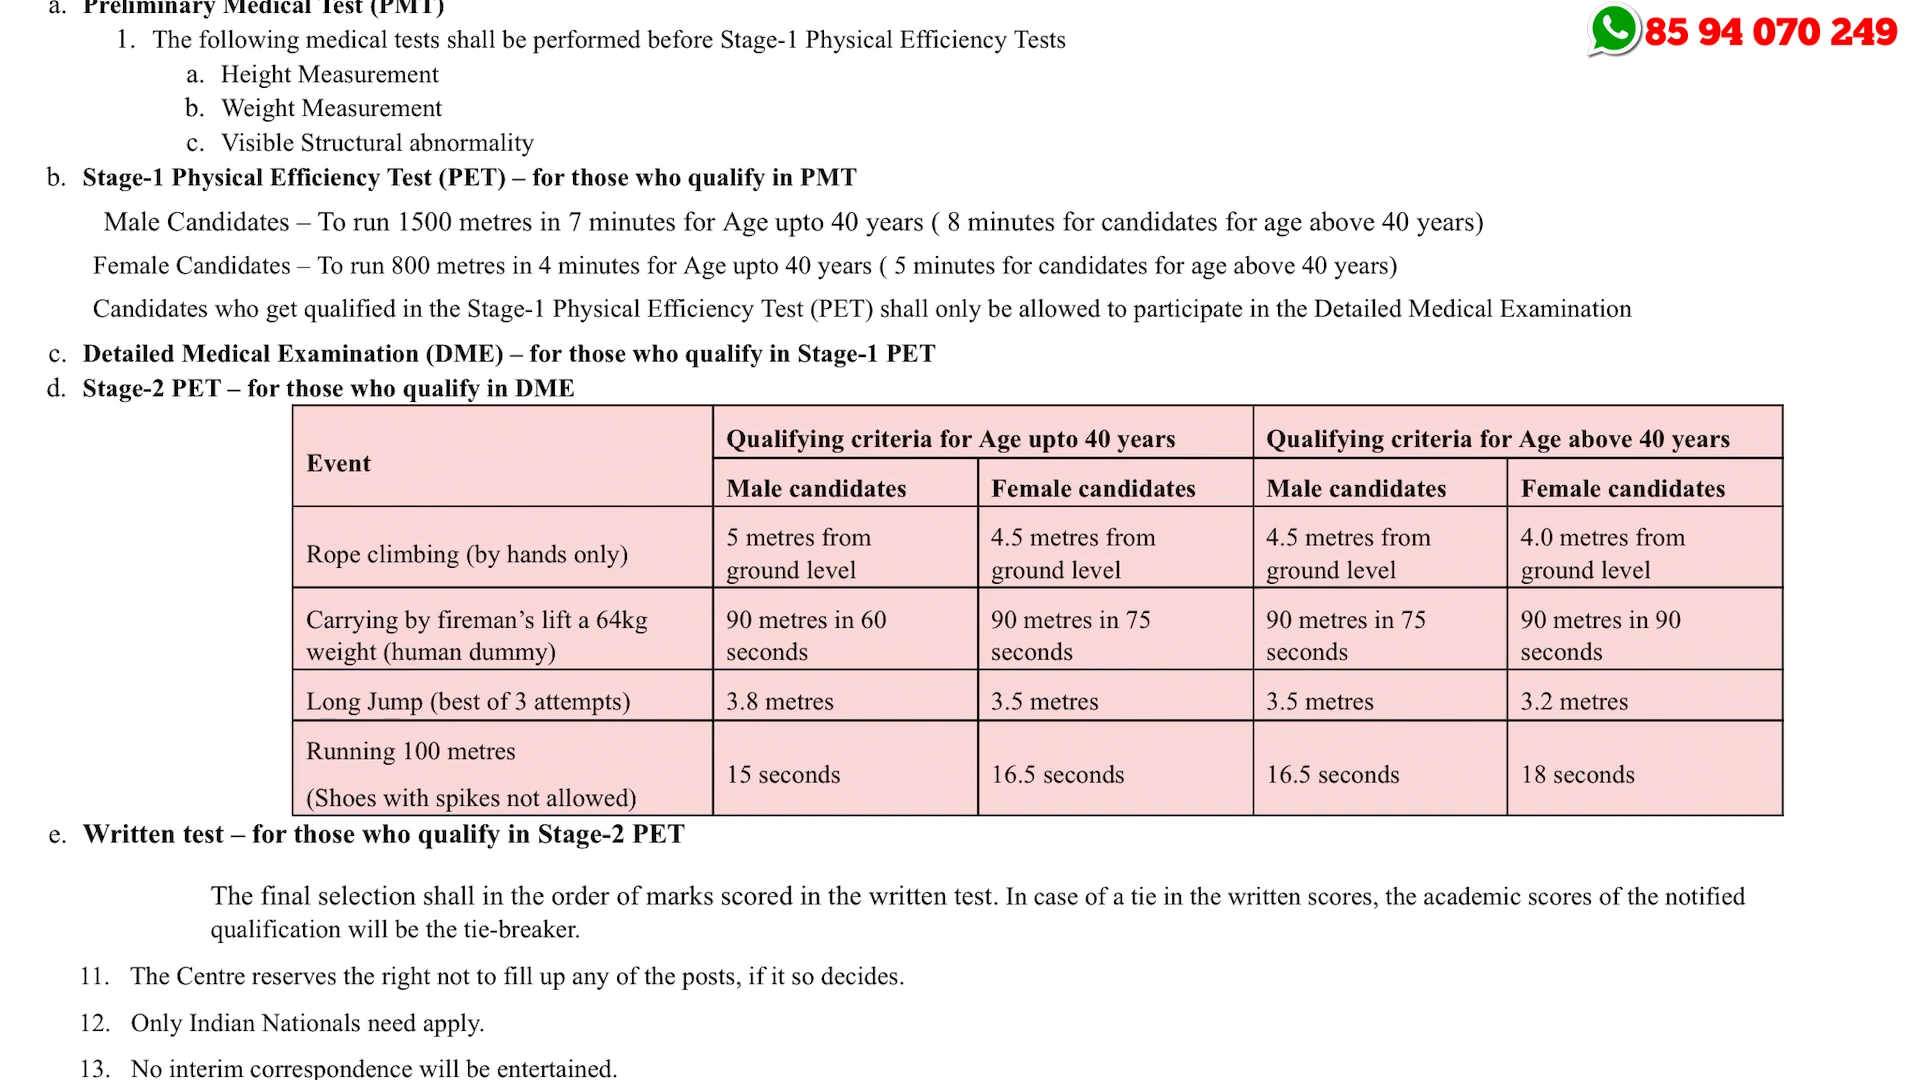 a. Preliminary Medical Test (PMT)
85 94 070 249
1. The following medical tests shall be performed before Stage-1 Physical Efficiency Tests
a. Height Measurement
b. Weight Measurement
c. Visible Structural abnormality
b. Stage-1 Physical Efficiency Test (PET) – for those who qualify in PMT
Male Candidates – To run 1500 metres in 7 minutes for Age upto 40 years ( 8 minutes for candidates for age above 40 years)
Female Candidates – To run 800 metres in 4 minutes for Age upto 40 years ( 5 minutes for candidates for age above 40 years)
Candidates who get qualified in the Stage-1 Physical Efficiency Test (PET) shall only be allowed to participate in the Detailed Medical Examination
c. Detailed Medical Examination (DME) – for those who qualify in Stage-1 PET
d. Stage-2 PET – for those who qualify in DME
Event
Qualifying criteria for Age upto 40 years
Qualifying criteria for Age above 40 years
Male candidates
Female candidates
Male candidates
Female candidates
Rope climbing (by hands only)
5 metres from
ground level
4.5 metres from
ground level
4.5 metres from
ground level
4.0 metres from
ground level
Carrying by fireman’s lift a 64kg
weight (human dummy)
90 metres in 60
seconds
90 metres in 75
seconds
90 metres in 75
seconds
90 metres in 90
seconds
Long Jump (best of 3 attempts)
3.8 metres
3.5 metres
3.5 metres
3.2 metres
Running 100 metres
(Shoes with spikes not allowed)
15 seconds
16.5 seconds
16.5 seconds
18 seconds
e. Written test – for those who qualify in Stage-2 PET
The final selection shall in the order of marks scored in the written test. In case of a tie in the written scores, the academic scores of the notified
qualification will be the tie-breaker.
11. The Centre reserves the right not to fill up any of the posts, if it so decides.
12. Only Indian Nationals need apply.
13. No interim correspondence will be entertained.